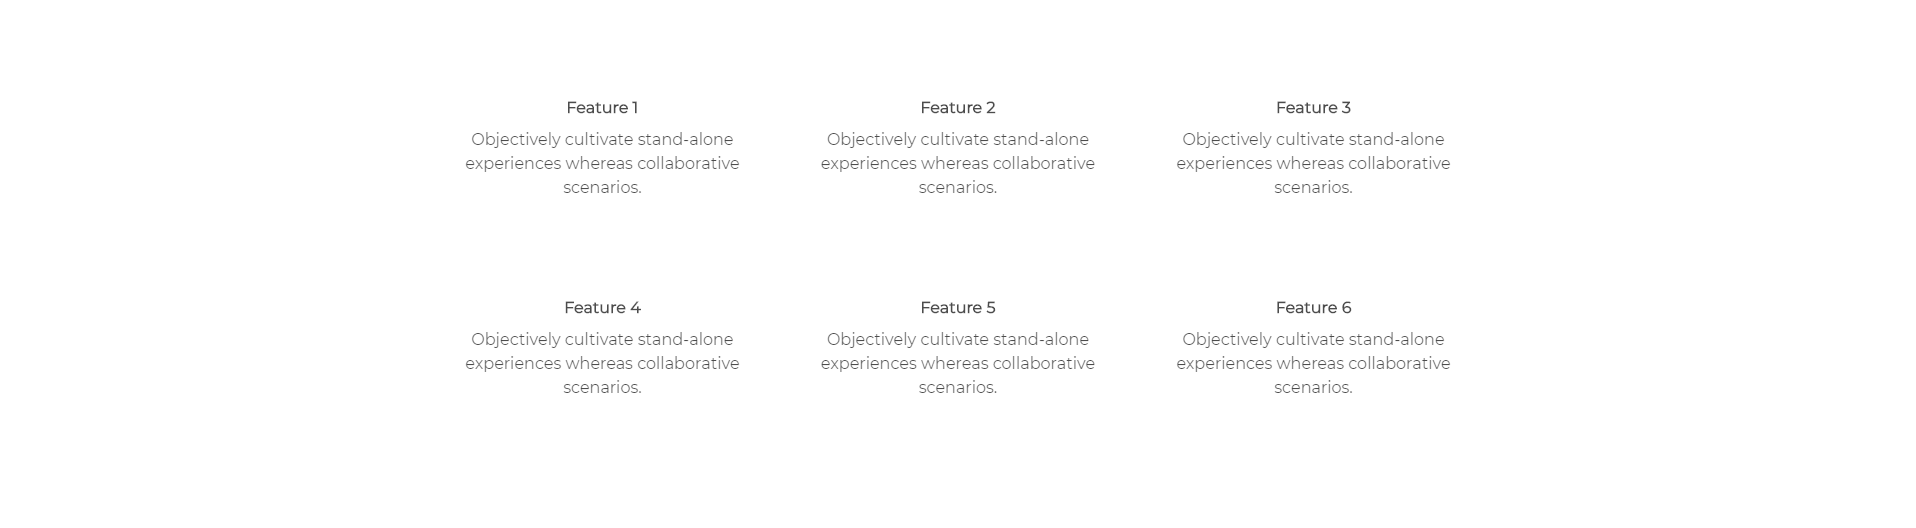 Feature 1
Objectively cultivate stand-alone
experiences whereas collaborative
scenarios.
Feature 2
Objectively cultivate stand-alone
experiences whereas collaborative
scenarios.
Feature 3
Objectively cultivate stand-alone
experiences whereas collaborative
scenarios.
Feature 4
Objectively cultivate stand-alone
experiences whereas collaborative
scenarios.
Feature 5
Objectively cultivate stand-alone
experiences whereas collaborative
scenarios.
Feature 6
Objectively cultivate stand-alone
experiences whereas collaborative
scenarios.